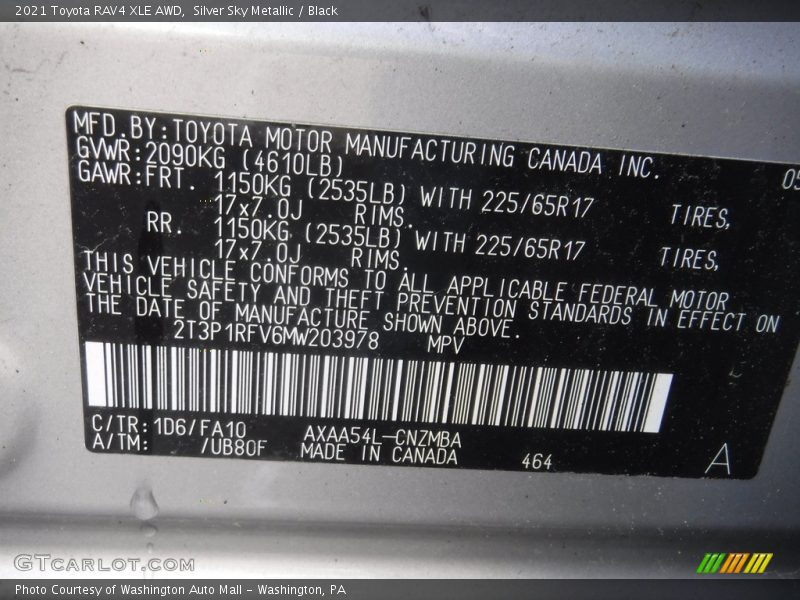 2021 Toyota RAV4 XLE AWD,  Silver Sky Metallic / Black
MFD.BY:TOYOTA MOTOR MANUFACTURING CANADA INC.
GVWR:2090KG (4610LB)
GAWR:FRT. 1150KG (2535LB) WITH 225/65R17 TIRES,
17x7.0J RIMS.
RR. 1150KG (2535LB) WITH 225/65R17 TIRES,
17x7.0J RIMS.
THIS VEHICLE CONFORMS TO ALL APPLICABLE FEDERAL MOTOR
VEHICLE SAFETY AND THEFT PREVENTION STANDARDS IN EFFECT ON
THE DATE OF MANUFACTURE SHOWN ABOVE.
2T3P1RFV6MW203978 MPV
C/TR:1D6/FA10 AXAA54L-CNZMBA
A/TM: /UB80F MADE IN CANADA 464 A
GTCarLot.com
Photo Courtesy of Washington Auto Mall - Washington, PA